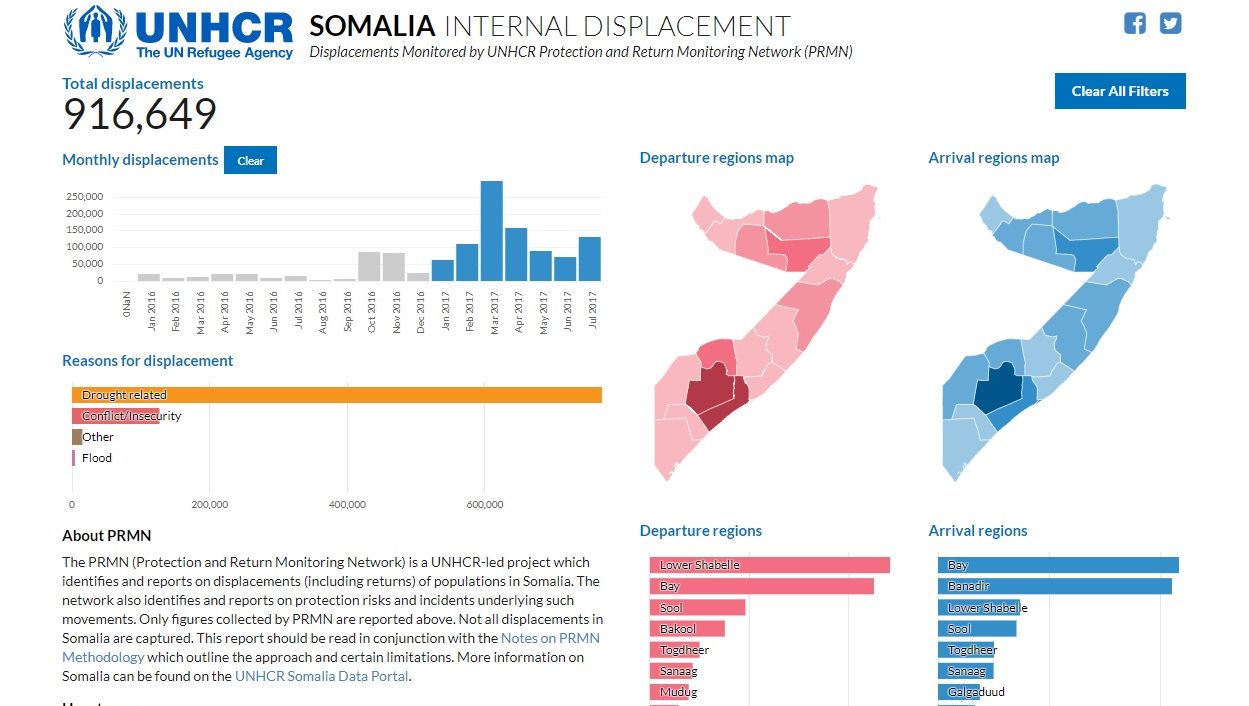 UNHCR
The UN Refugee Agency
SOMALIA INTERNAL DISPLACEMENT
Displacements Monitored by UNHCR Protection and Return Monitoring Network (PRMN)
Total displacements
916,649
Clear All Filters
Monthly displacements
Clear
250,000
200,000
150,000
100,000
50,000
0
0NaN
Jan 2016
Feb 2016
Mar 2016
Apr 2016
May 2016
Jun 2016
Jul 2016
Aug 2016
Sep 2016
Oct 2016
Nov 2016
Dec 2016
Jan 2017
Feb 2017
Mar 2017
Apr 2017
May 2017
Jun 2017
Jul 2017
Reasons for displacement
Drought related
Conflict/Insecurity
Other
Flood
0
200,000
400,000
600,000
About PRMN
The PRMN (Protection and Return Monitoring Network) is a UNHCR-led project which
identifies and reports on displacements (including returns) of populations in Somalia. The
network also identifies and reports on protection risks and incidents underlying such
movements. Only figures collected by PRMN are reported above. Not all displacements in
Somalia are captured. This report should be read in conjunction with the Notes on PRMN
Methodology which outline the approach and certain limitations. More information on
Somalia can be found on the UNHCR Somalia Data Portal.
Departure regions map
Arrival regions map
Departure regions
Lower Shabelle
Bay
Sool
Bakool
Togdheer
Sanaag
Mudug
Arrival regions
Bay
Banadir
Lower Shabelle
Sool
Togdheer
Sanaag
Galgaduud